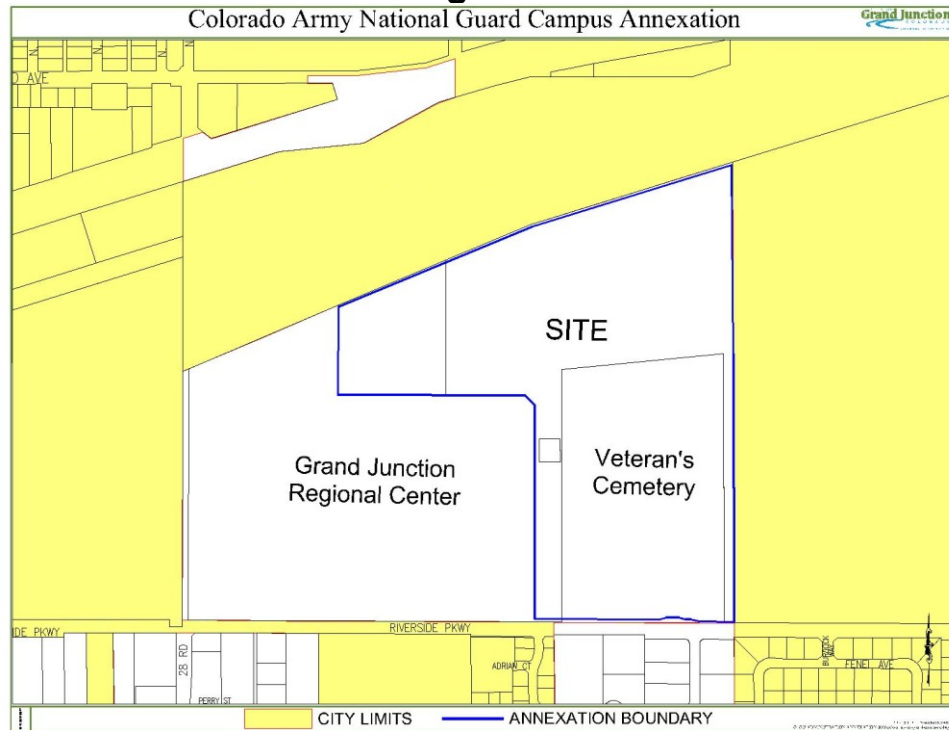 Colorado Army National Guard Campus Annexation
Grand Junction
COLORADO
N
N
N
D AVE
SITE
Grand Junction
Regional Center
Veteran's
Cemetery
IDE PKWY
RIVERSIDE PKWY
28 RD
ADRIAN CT
FENEL AVE
PERRY ST
CITY LIMITS
ANNEXATION BOUNDARY